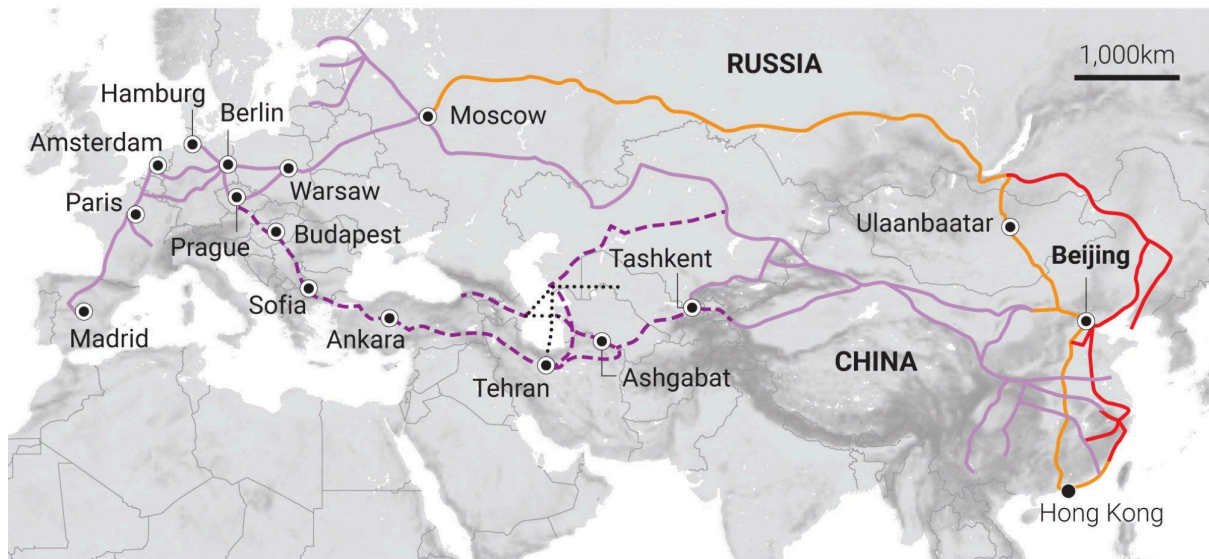 RUSSIA
1,000km
Hamburg
Berlin
Moscow
Amsterdam
Warsaw
Paris
Ulaanbaatar
Prague
Budapest
Tashkent
Beijing
Sofia
Madrid
Ankara
CHINA
Tehran
Ashgabat
Hong Kong